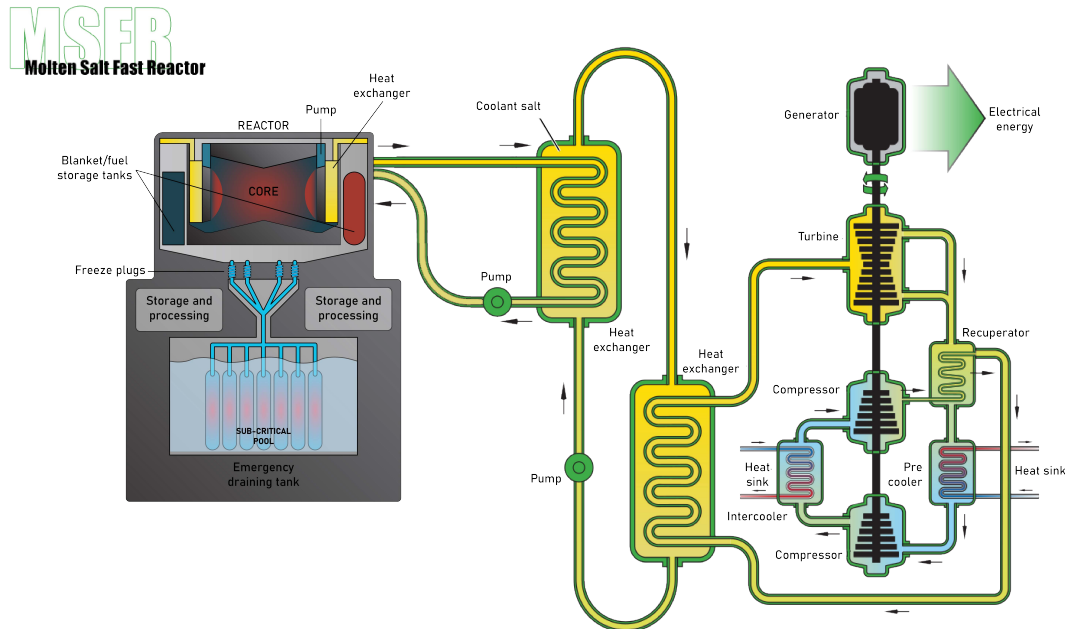 MSFR
Molten Salt Fast Reactor
Heat
exchanger
Pump
REACTOR
Blanket/fuel
storage tanks
CORE
Freeze plugs
Storage and
processing
Storage and
processing
SUB-CRITICAL
POOL
Emergency
draining tank
Coolant salt
Pump
Heat
exchanger
Pump
Heat
exchanger
Generator
Electrical
energy
Turbine
Recuperator
Compressor
Heat
sink
Intercooler
Pre
cooler
Heat sink
Compressor